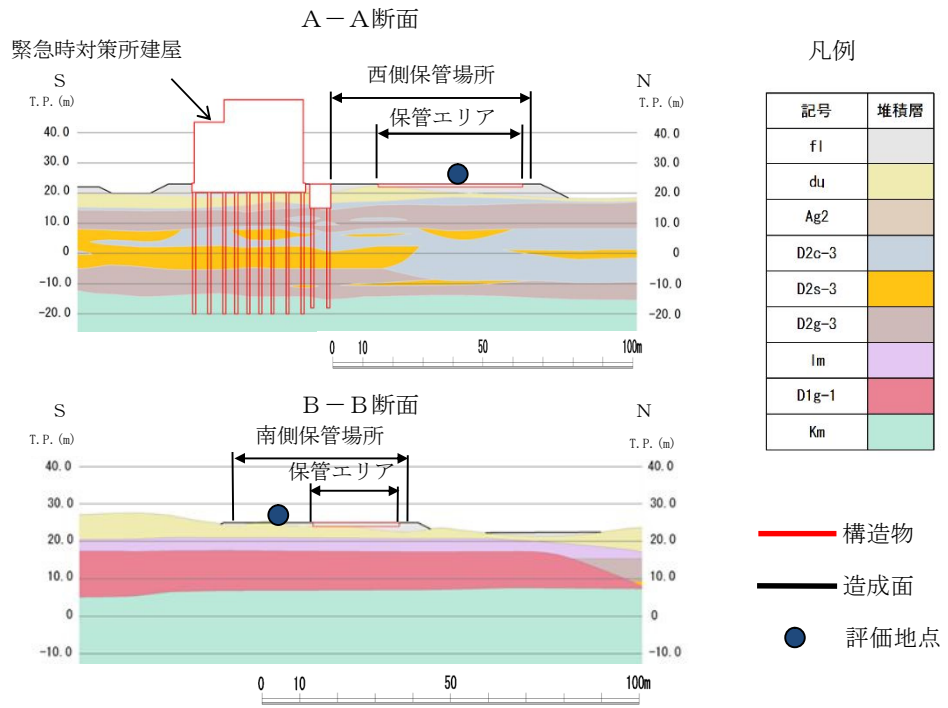 A-A断面
緊急時対策所建屋
S
N
T.P.(m)
T.P.(m)
西側保管場所
保管エリア
40.0
40.0
30.0
30.0
20.0
20.0
10.0
10.0
0
0
-10.0
-10.0
-20.0
-20.0
0 10 50 100m
B-B断面
S
N
T.P.(m)
T.P.(m)
南側保管場所
保管エリア
40.0
40.0
30.0
30.0
20.0
20.0
10.0
10.0
0
0
-10.0
-10.0
0 10 50 100m
凡例
記号 堆積層
fl
du
Ag2
D2c-3
D2s-3
D2g-3
lm
D1g-1
Km
構造物
造成面
評価地点